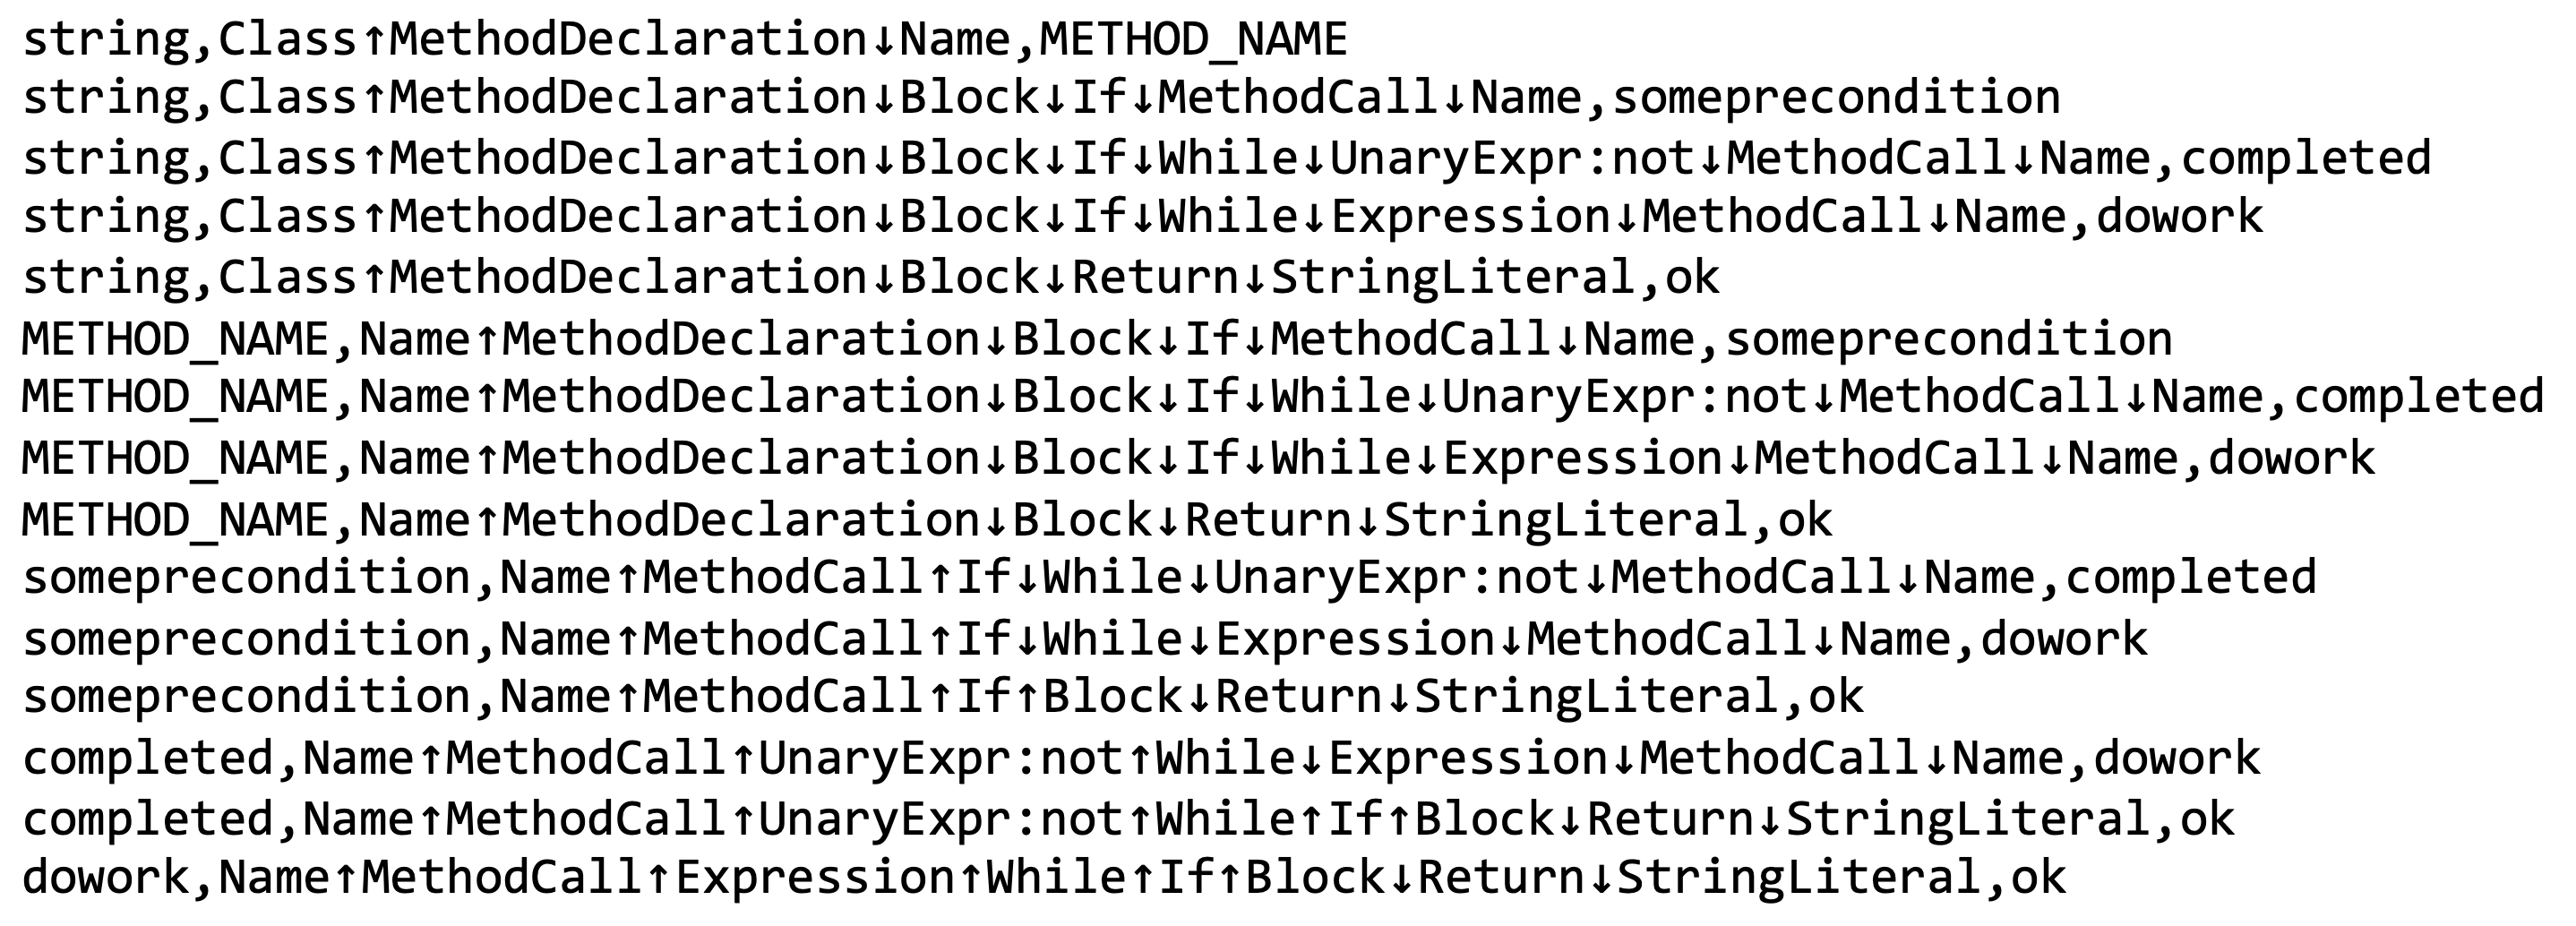 string,Class↑MethodDeclaration↓Name,METHOD_NAME
string,Class↑MethodDeclaration↓Block↓If↓MethodCall↓Name,someprecondition
string,Class↑MethodDeclaration↓Block↓If↓While↓UnaryExpr:not↓MethodCall↓Name,completed
string,Class↑MethodDeclaration↓Block↓If↓While↓Expression↓MethodCall↓Name,dowork
string,Class↑MethodDeclaration↓Block↓Return↓StringLiteral,ok
METHOD_NAME,Name↑MethodDeclaration↓Block↓If↓MethodCall↓Name,someprecondition
METHOD_NAME,Name↑MethodDeclaration↓Block↓If↓While↓UnaryExpr:not↓MethodCall↓Name,completed
METHOD_NAME,Name↑MethodDeclaration↓Block↓If↓While↓Expression↓MethodCall↓Name,dowork
METHOD_NAME,Name↑MethodDeclaration↓Block↓Return↓StringLiteral,ok
someprecondition,Name↑MethodCall↑If↓While↓UnaryExpr:not↓MethodCall↓Name,completed
someprecondition,Name↑MethodCall↑If↓While↓Expression↓MethodCall↓Name,dowork
someprecondition,Name↑MethodCall↑If↑Block↓Return↓StringLiteral,ok
completed,Name↑MethodCall↑UnaryExpr:not↑While↓Expression↓MethodCall↓Name,dowork
completed,Name↑MethodCall↑UnaryExpr:not↑While↑If↑Block↓Return↓StringLiteral,ok
dowork,Name↑MethodCall↑Expression↑While↑If↑Block↓Return↓StringLiteral,ok